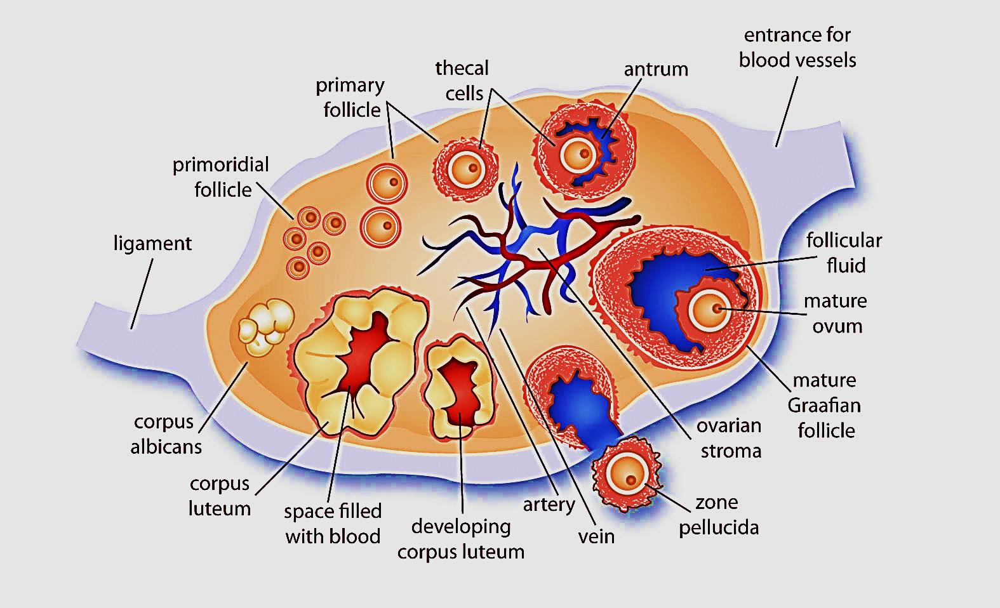 entrance for
blood vessels
thecal
cells
antrum
primary
follicle
primoridial
follicle
ligament
follicular
fluid
mature
ovum
mature
Graafian
follicle
ovarian
stroma
corpus
albicans
corpus
luteum
space filled
with blood
developing
corpus luteum
artery
vein
zone
pellucida